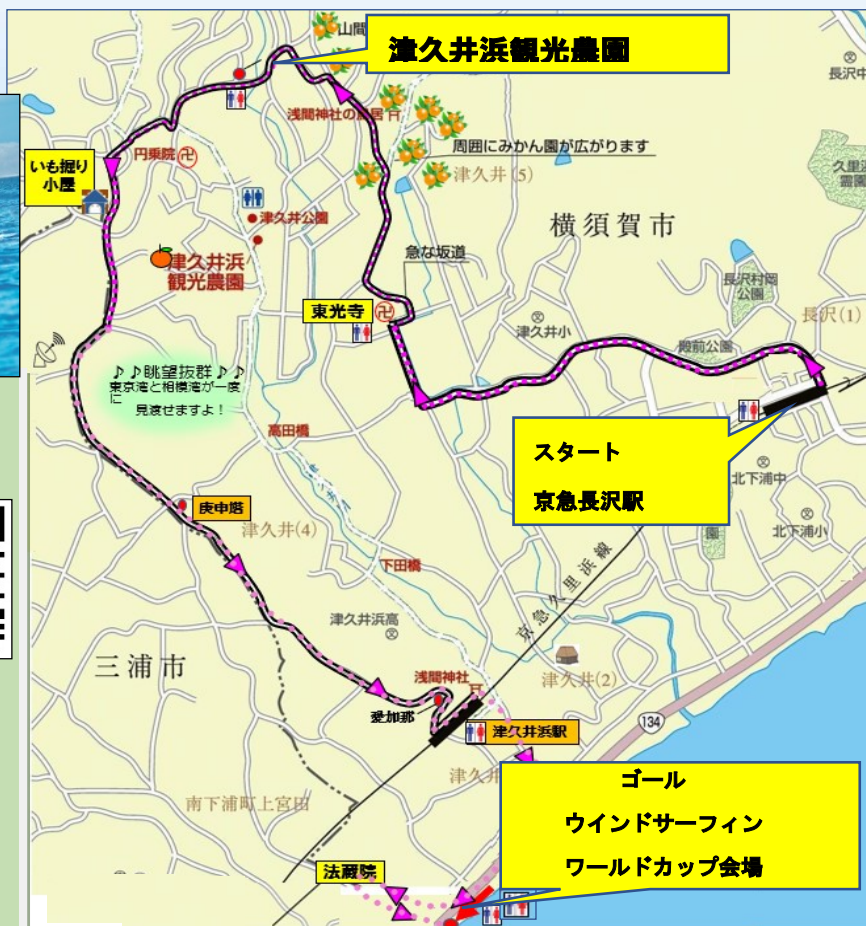 山間
津久井浜観光農園
長沢中
浅間神社の鳥居
周囲にみかん園が広がります
円乗院
いも掘り
小屋
津久井(5)
久里浜
霊園
津久井公園
横須賀市
急な坂道
津久井浜
観光農園
長沢村岡
公園
東光寺
津久井小
長沢(1)
殿前公園
♪♪眺望抜群♪♪
東京湾と相模湾が一度
に
見渡せますよ!
高田橋
スタート
京急長沢駅
北下浦中
庚申塔
津久井(4)
北下浦小
園
下田橋
京急久里浜線
津久井浜高
三浦市
浅間神社
津久井(2)
愛加那
134
津久井浜駅
津久井
ゴール
ウインドサーフィン
ワールドカップ会場
南下浦町上宮田
法蔵院